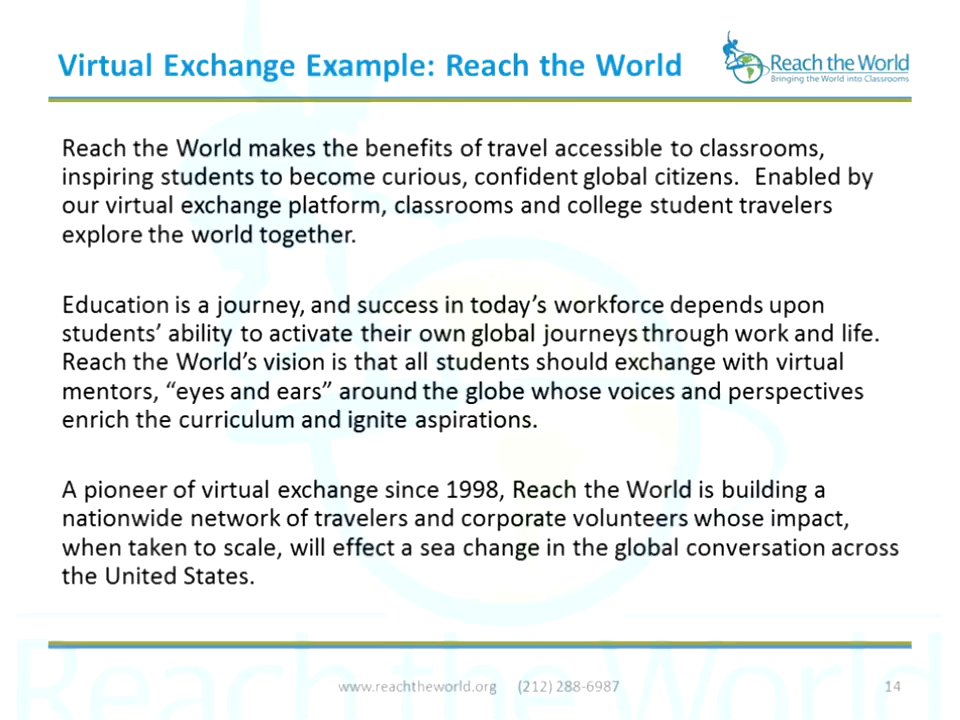 Virtual Exchange Example: Reach the World
Reach the World
Bringing the World into Classrooms
Reach the World makes the benefits of travel accessible to classrooms,
inspiring students to become curious, confident global citizens.  Enabled by
our virtual exchange platform, classrooms and college student travelers
explore the world together.
Education is a journey, and success in today’s workforce depends upon
students’ ability to activate their own global journeys through work and life.
Reach the World’s vision is that all students should exchange with virtual
mentors, “eyes and ears” around the globe whose voices and perspectives
enrich the curriculum and ignite aspirations.
A pioneer of virtual exchange since 1998, Reach the World is building a
nationwide network of travelers and corporate volunteers whose impact,
when taken to scale, will effect a sea change in the global conversation across
the United States.
Reach the World
www.reachtheworld.org (212) 288-6987 14